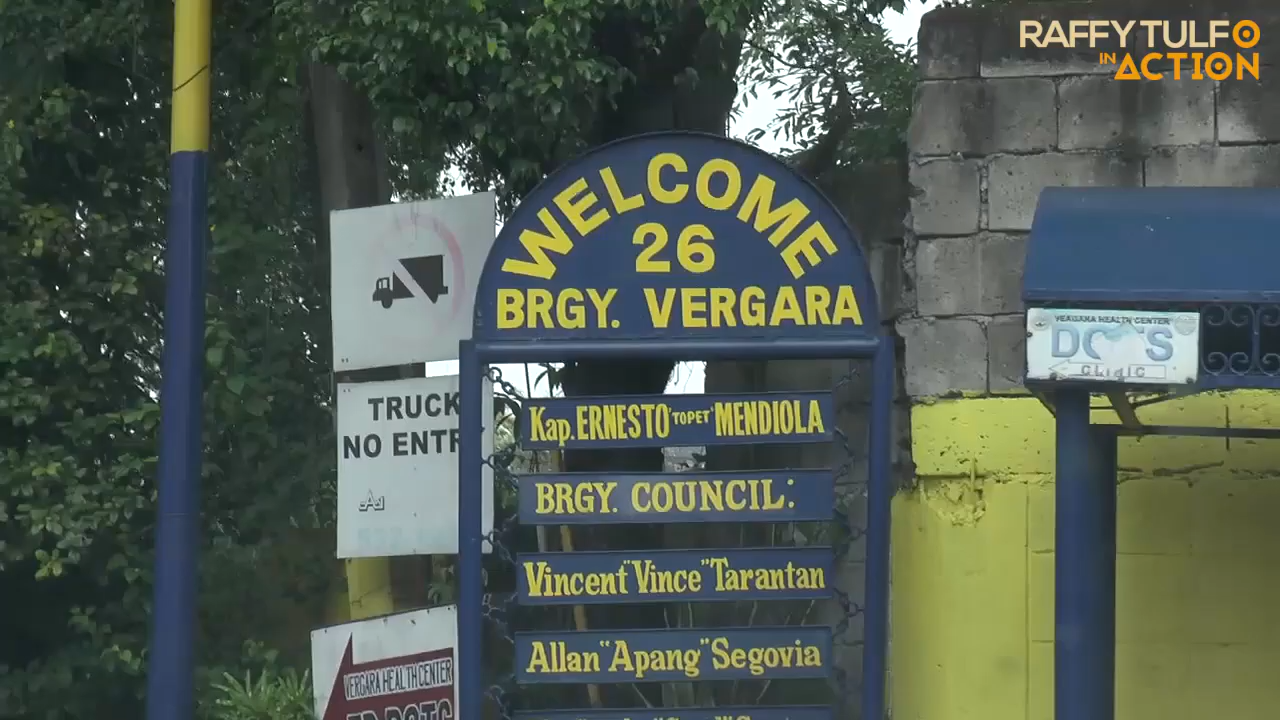 RAFFY TULFO
IN ACTION
WELCOME
26
BRGY. VERGARA
Kap. ERNESTO "TOPET" MENDIOLA
BRGY. COUNCIL:
Vincent "Vince" Tarantan
Allan "Apang" Segovia
TRUCK
NO ENTR
VERGARA HEALTH CENTER
VERGARA HEALTH CENTER
DOTS
CLINIC